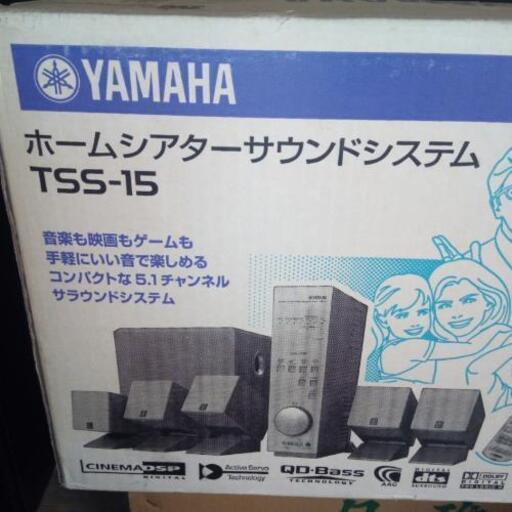 YAMAHA
ホームシアターサウンドシステム
TSS-15
音楽も映画もゲームも
手軽にいい音で楽しめる
コンパクトな5.1チャンネル
サラウンドシステム
CINEMA DSP
DIGITAL
Active Servo
Technology
QD-Bass
TECHNOLOGY
AAC
DIGITAL
dts
SURROUND
DOLBY
DIGITAL